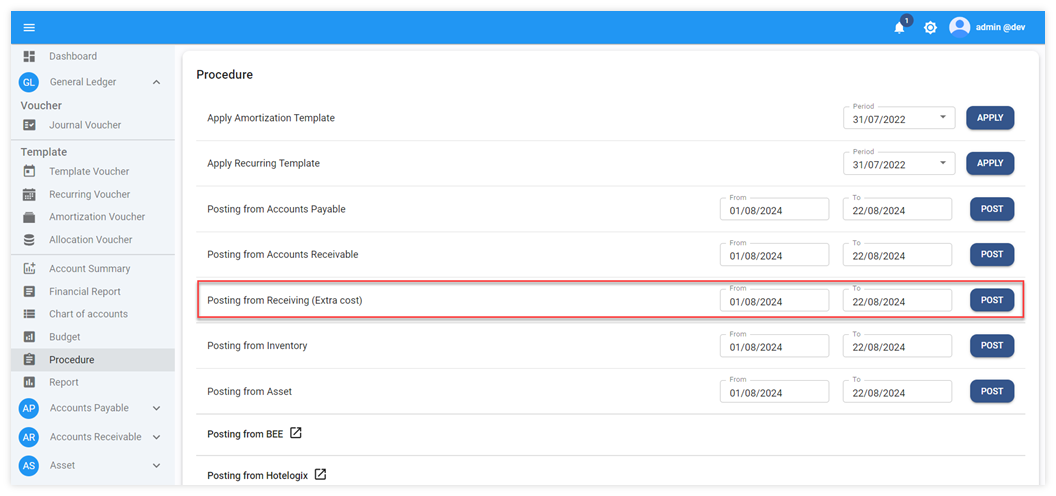 1
admin @dev
Dashboard
GL General Ledger
Voucher
Journal Voucher
Template
Template Voucher
Recurring Voucher
Amortization Voucher
Allocation Voucher
Account Summary
Financial Report
Chart of accounts
Budget
Procedure
Report
AP Accounts Payable
AR Accounts Receivable
AS Asset
Procedure
Apply Amortization Template
Period
31/07/2022
APPLY
Apply Recurring Template
Period
31/07/2022
APPLY
Posting from Accounts Payable
From
01/08/2024
To
22/08/2024
POST
Posting from Accounts Receivable
From
01/08/2024
To
22/08/2024
POST
Posting from Receiving (Extra cost)
From
01/08/2024
To
22/08/2024
POST
Posting from Inventory
From
01/08/2024
To
22/08/2024
POST
Posting from Asset
From
01/08/2024
To
22/08/2024
POST
Posting from BEE
Posting from Hotelogix